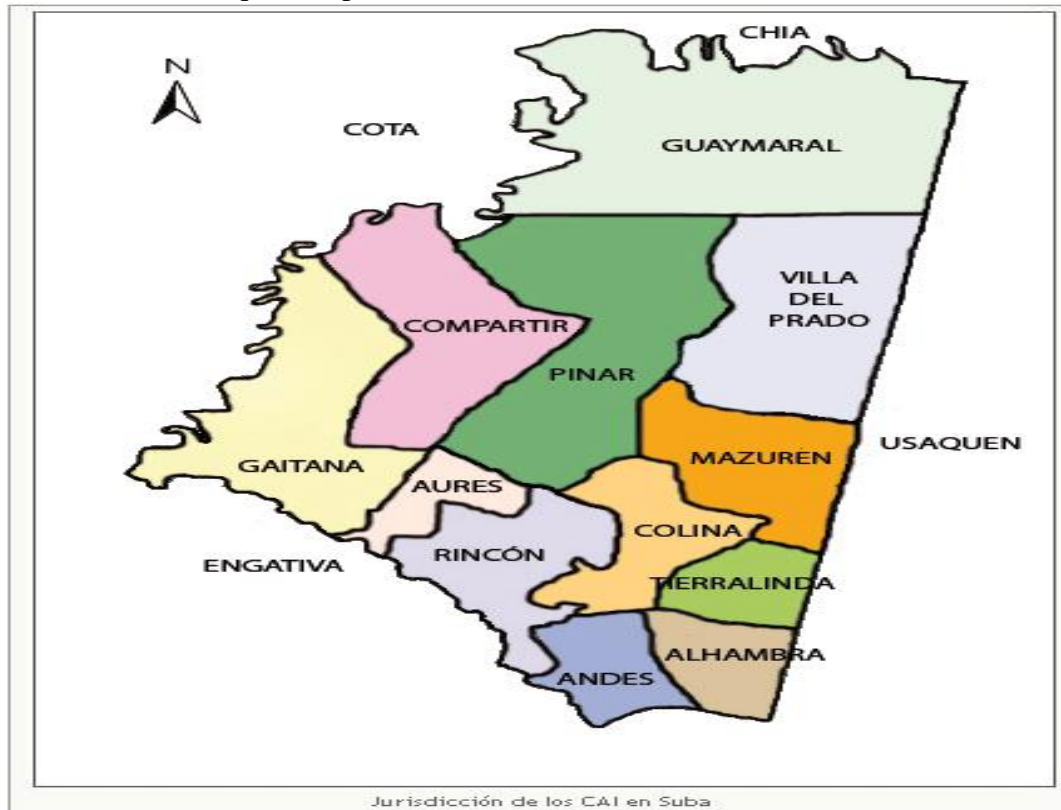 CHIA
N
COTA
GUAYMARAL
VILLA
DEL
PRADO
COMPARTIR
PINAR
USAQUEN
MAZURÉN
GAITANA
AURES
COLINA
RINCÓN
ENGATIVA
TIERRALINDA
ALHAMBRA
ANDES
Jurisdicción de los CAI en Suba